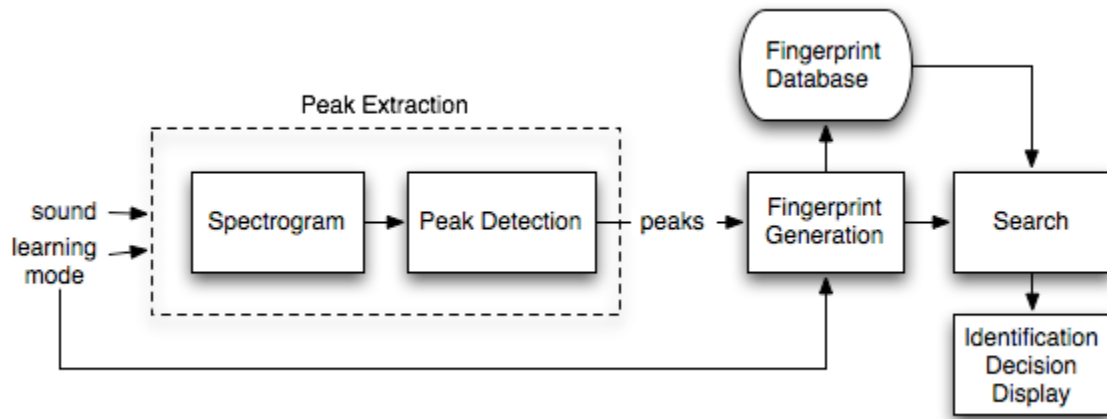 Fingerprint
Database
Peak Extraction
sound
learning
mode
Spectrogram
Peak Detection
peaks
Fingerprint
Generation
Search
Identification
Decision
Display